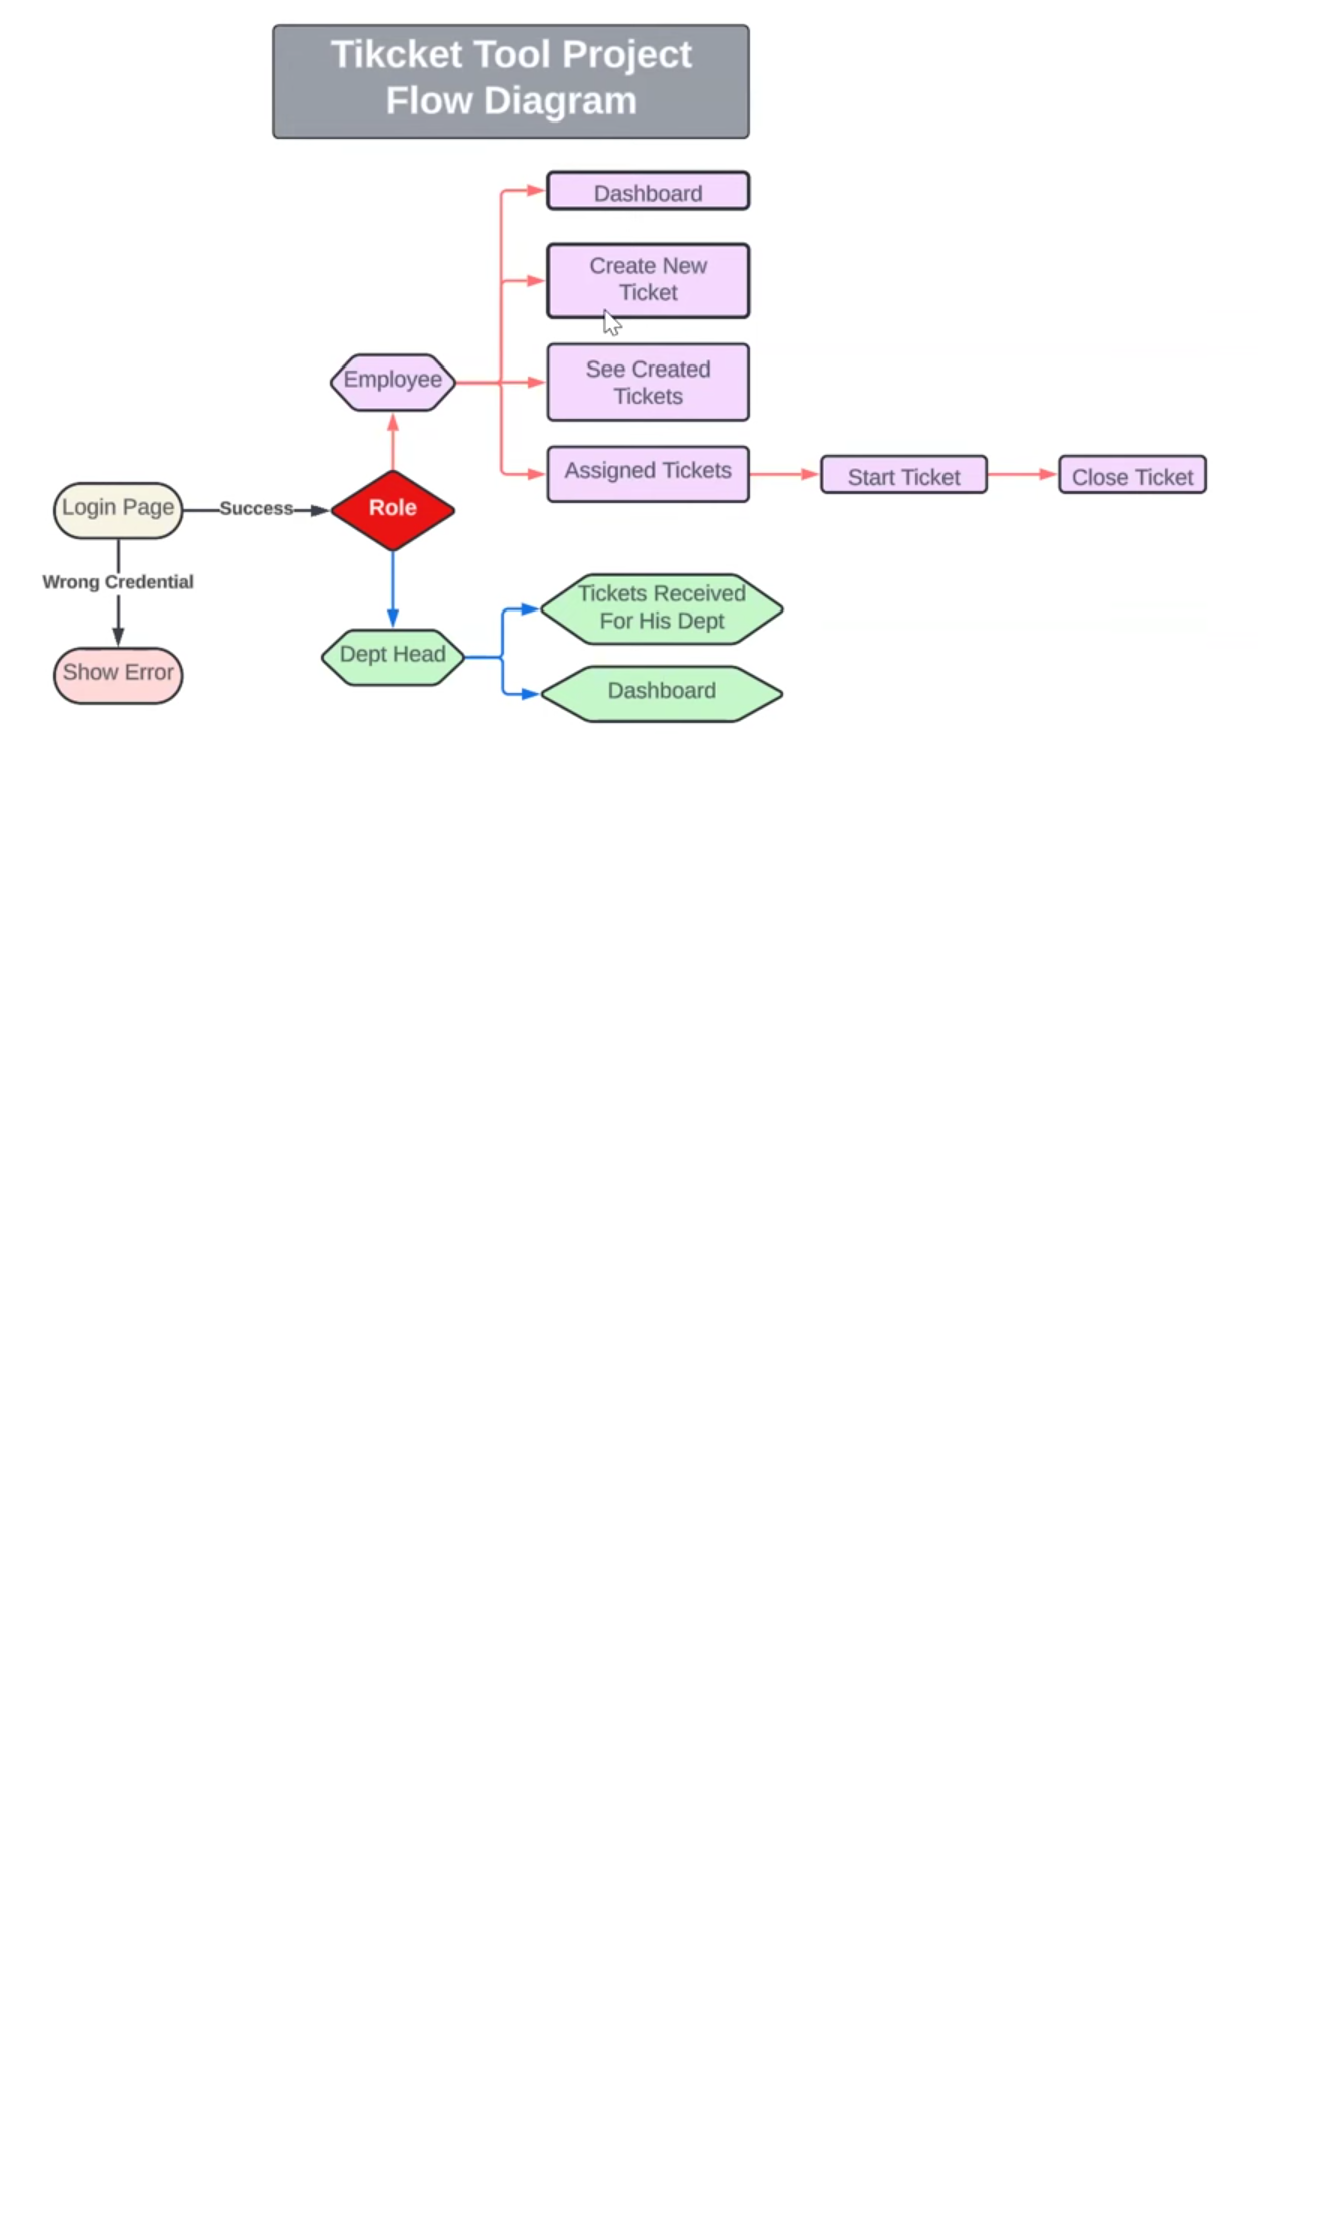 Tikcket Tool Project
Flow Diagram
Dashboard
Create New
Ticket
See Created
Tickets
Employee
Assigned Tickets
Start Ticket
Close Ticket
Login Page
Success
Role
Wrong Credential
Tickets Received
For His Dept
Dept Head
Show Error
Dashboard